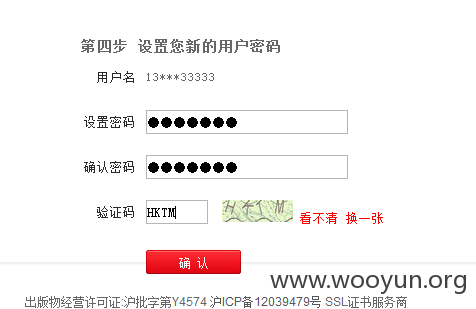 第四步 设置您新的用户密码
用户名 13***33333
设置密码 ●●●●●●●
确认密码 ●●●●●●●
验证码 HKTM HKTM 看不清 换一张
确 认
www.wooyun.org
出版物经营许可证:沪批字第Y4574 沪ICP备12039479号 SSL证书服务商